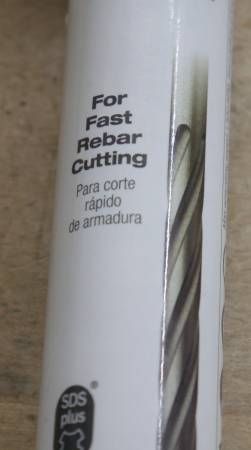 For
Fast
Rebar
Cutting
Para corte
rápido
de armadura
SDS
plus
®